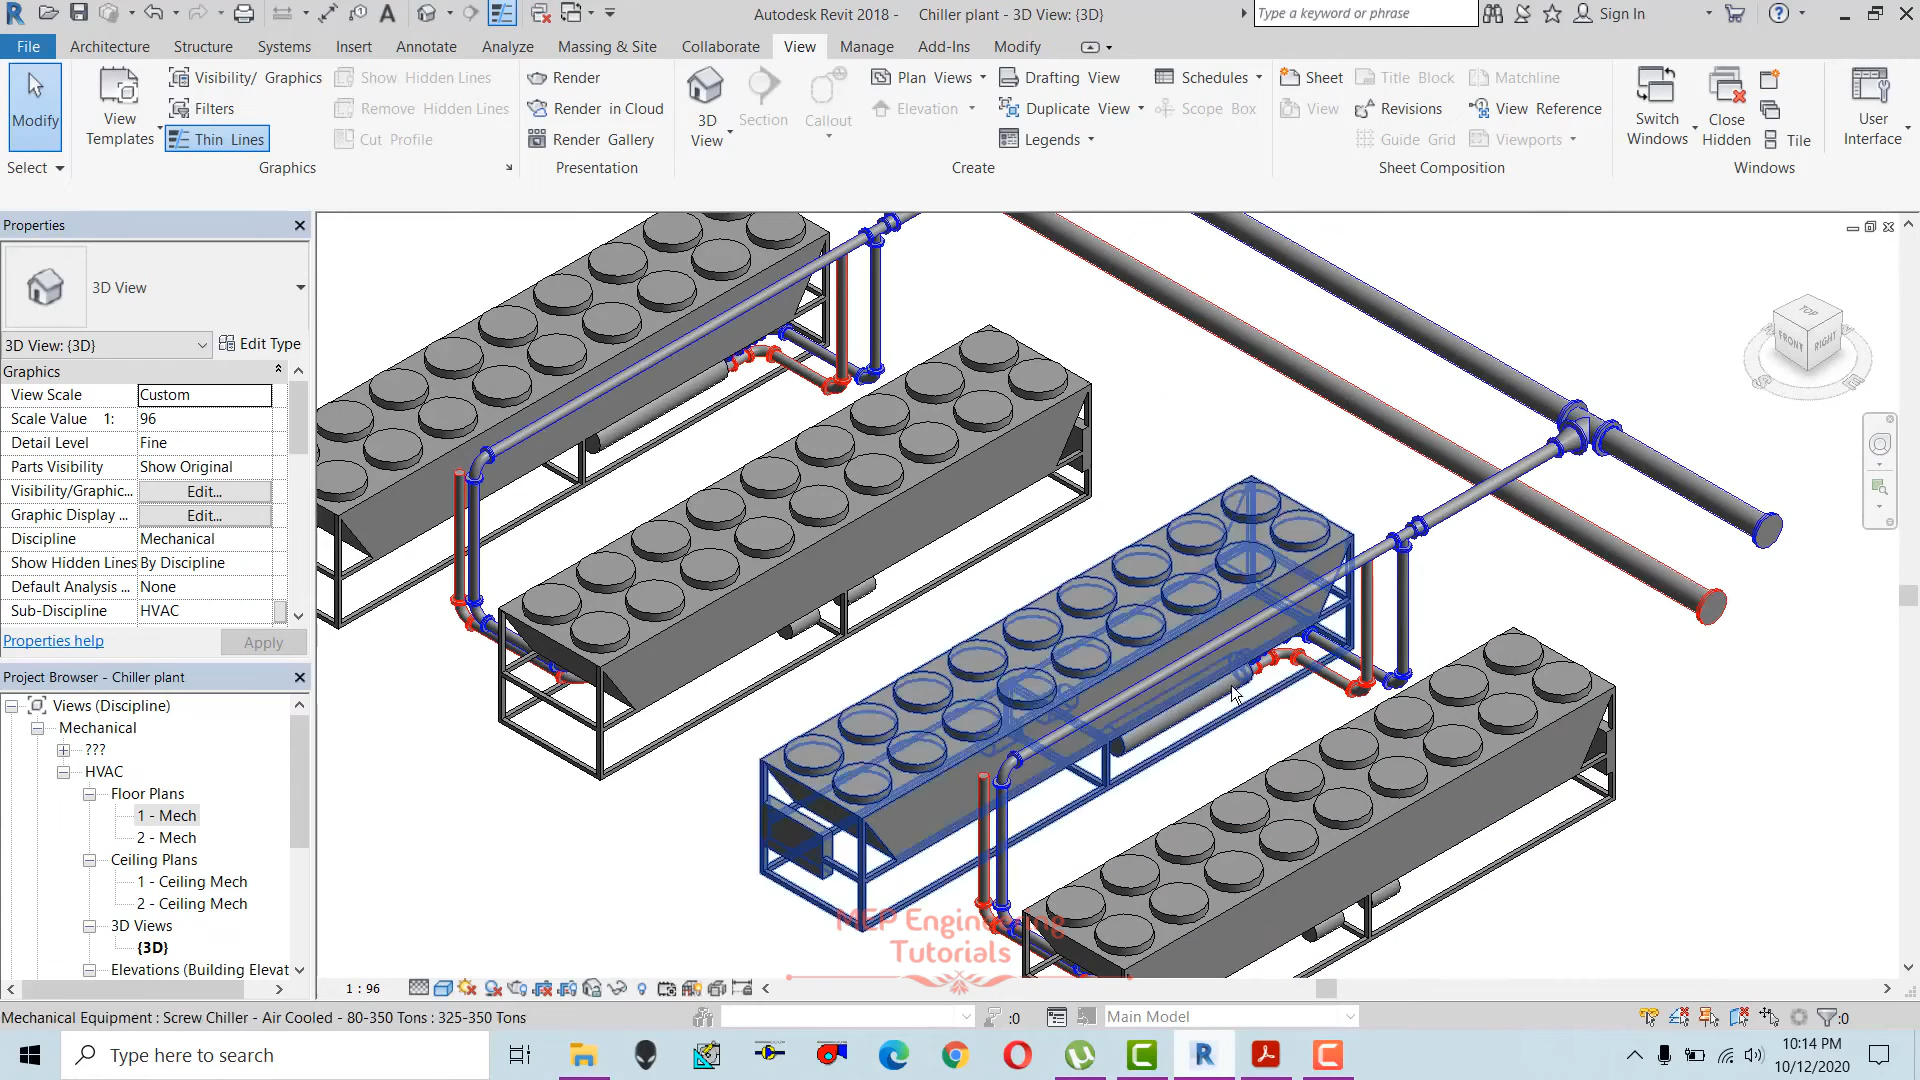 Autodesk Revit 2018 - Chiller plant - 3D View: {3D}
Type a keyword or phrase
Sign In
File Architecture Structure Systems Insert Annotate Analyze Massing & Site Collaborate View Manage Add-Ins Modify
Modify
View Templates
Visibility/ Graphics
Filters
Thin Lines
Show Hidden Lines
Remove Hidden Lines
Cut Profile
Render
Render in Cloud
Render Gallery
3D View
Section
Callout
Plan Views
Elevation
Drafting View
Duplicate View
Legends
Schedules
Scope Box
Sheet
View
Title Block
Revisions
Guide Grid
Matchline
View Reference
Viewports
Switch Windows
Close Hidden
Tile
User Interface
Select
Graphics
Presentation
Create
Sheet Composition
Windows
Properties
3D View
3D View: {3D}
Edit Type
Graphics
View Scale Custom
Scale Value 1: 96
Detail Level Fine
Parts Visibility Show Original
Visibility/Graphic... Edit...
Graphic Display ... Edit...
Discipline Mechanical
Show Hidden Lines By Discipline
Default Analysis ... None
Sub-Discipline HVAC
Properties help
Apply
Project Browser - Chiller plant
Views (Discipline)
Mechanical
???
HVAC
Floor Plans
1 - Mech
2 - Mech
Ceiling Plans
1 - Ceiling Mech
2 - Ceiling Mech
3D Views
{3D}
Elevations (Building Elevat
TOP
FRONT
RIGHT
S
E
MEP Engineering
Tutorials
1 : 96
Mechanical Equipment : Screw Chiller - Air Cooled - 80-350 Tons : 325-350 Tons
:0
Main Model
:0
Type here to search
10:14 PM
10/12/2020